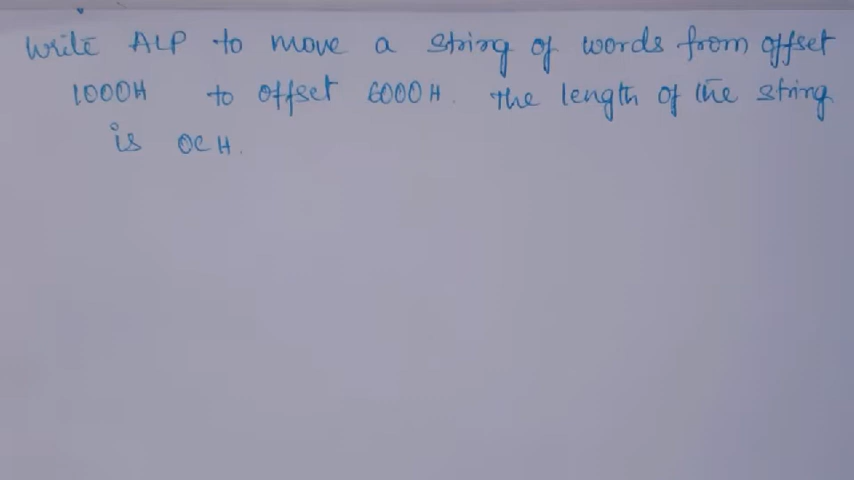 Write ALP to move a string of words from offset
1000H to offset 6000H. The length of the string
is 0CH.